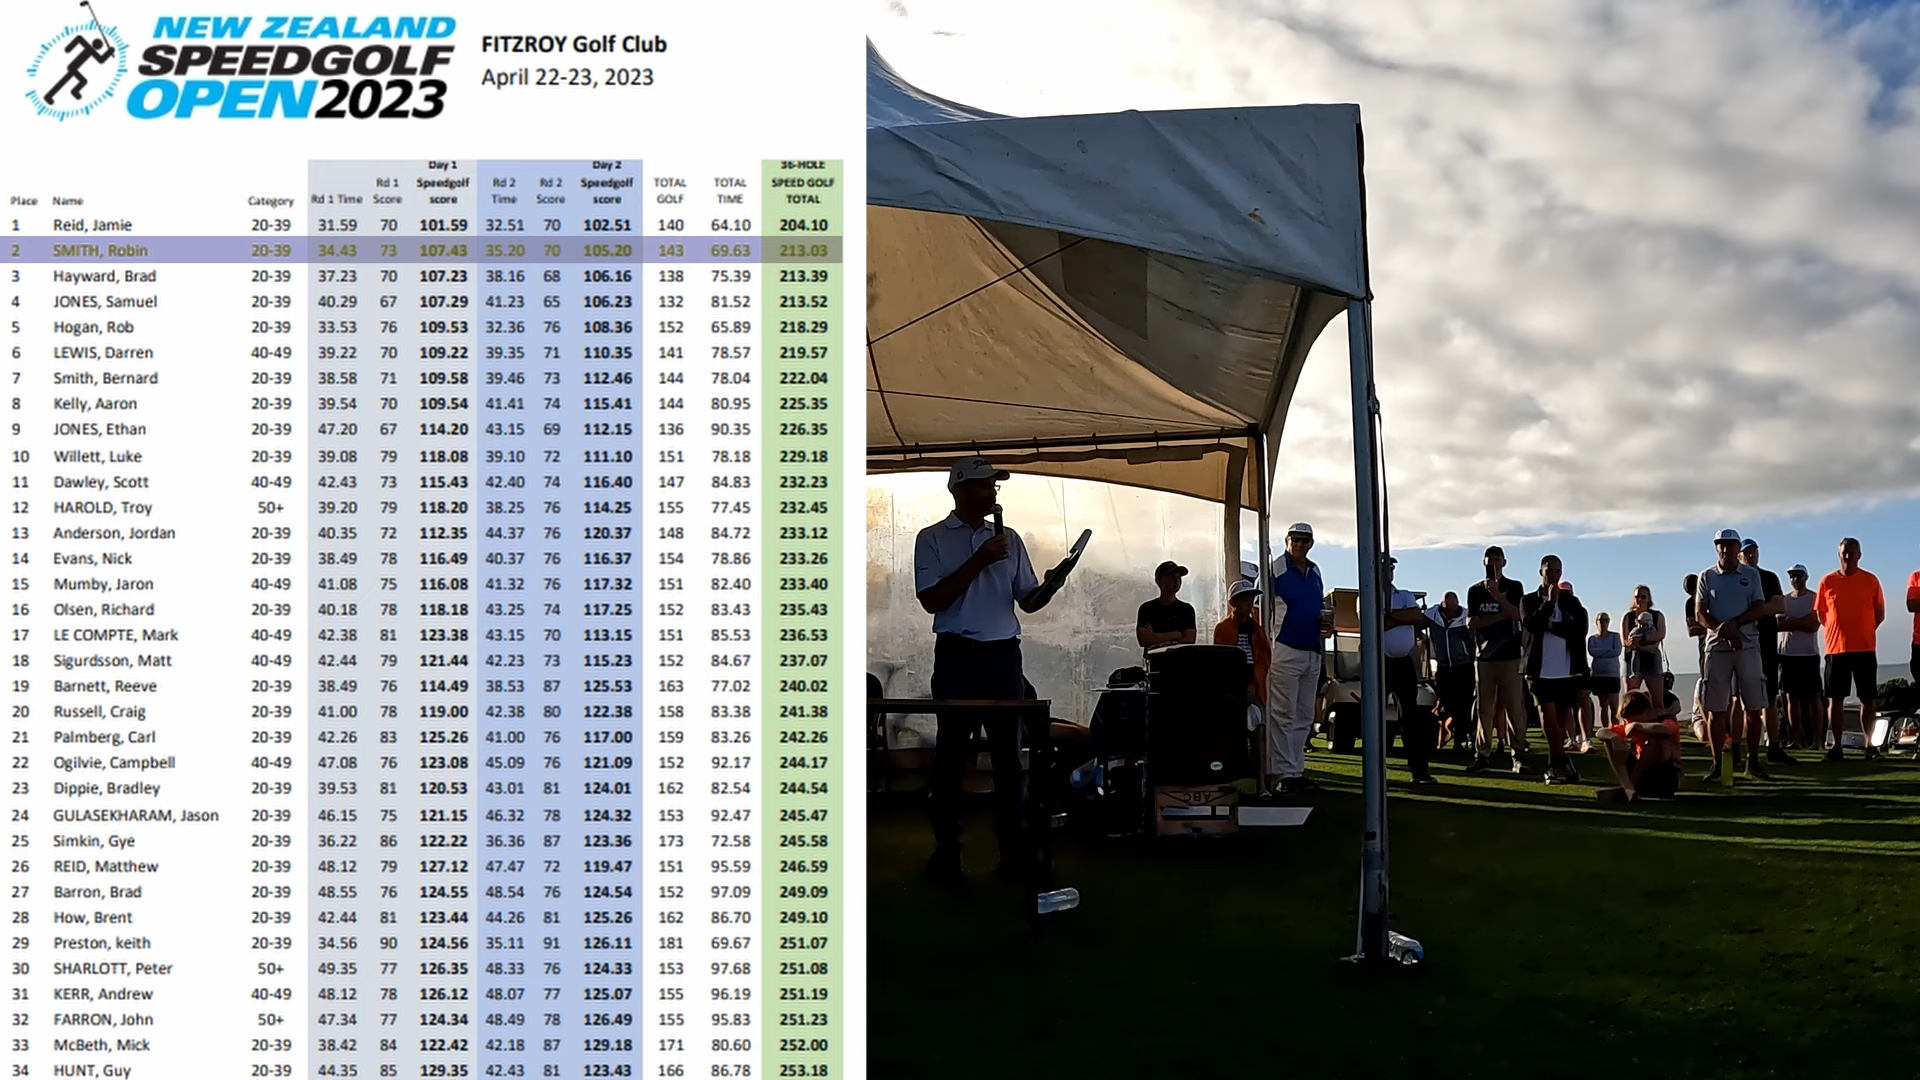 NEW ZEALAND
SPEEDGOLF
OPEN2023
FITZROY Golf Club
April 22-23, 2023
Place Name Category Rd 1 Time Rd 1 Score Day 1 Speedgolf score Rd 2 Time Rd 2 Score Day 2 Speedgolf score TOTAL GOLF TOTAL TIME 36-HOLE SPEED GOLF TOTAL
1 Reid, Jamie 20-39 31.59 70 101.59 32.51 70 102.51 140 64.10 204.10
2 SMITH, Robin 20-39 34.43 73 107.43 35.20 70 105.20 143 69.63 213.03
3 Hayward, Brad 20-39 37.23 70 107.23 38.16 68 106.16 138 75.39 213.39
4 JONES, Samuel 20-39 40.29 67 107.29 41.23 65 106.23 132 81.52 213.52
5 Hogan, Rob 20-39 33.53 76 109.53 32.36 76 108.36 152 65.89 218.29
6 LEWIS, Darren 40-49 39.22 70 109.22 39.35 71 110.35 141 78.57 219.57
7 Smith, Bernard 20-39 38.58 71 109.58 39.46 73 112.46 144 78.04 222.04
8 Kelly, Aaron 20-39 39.54 70 109.54 41.41 74 115.41 144 80.95 225.35
9 JONES, Ethan 20-39 47.20 67 114.20 43.15 69 112.15 136 90.35 226.35
10 Willett, Luke 20-39 39.08 79 118.08 39.10 72 111.10 151 78.18 229.18
11 Dawley, Scott 40-49 42.43 73 115.43 42.40 74 116.40 147 84.83 232.23
12 HAROLD, Troy 50+ 39.20 79 118.20 38.25 76 114.25 155 77.45 232.45
13 Anderson, Jordan 20-39 40.35 72 112.35 44.37 76 120.37 148 84.72 233.12
14 Evans, Nick 20-39 38.49 78 116.49 40.37 76 116.37 154 78.86 233.26
15 Mumby, Jaron 40-49 41.08 75 116.08 41.32 76 117.32 151 82.40 233.40
16 Olsen, Richard 20-39 40.18 78 118.18 43.25 74 117.25 152 83.43 235.43
17 LE COMPTE, Mark 40-49 42.38 81 123.38 43.15 70 113.15 151 85.53 236.53
18 Sigurdsson, Matt 40-49 42.44 79 121.44 42.23 73 115.23 152 84.67 237.07
19 Barnett, Reeve 20-39 38.49 76 114.49 38.53 87 125.53 163 77.02 240.02
20 Russell, Craig 20-39 41.00 78 119.00 42.38 80 122.38 158 83.38 241.38
21 Palmberg, Carl 20-39 42.26 83 125.26 41.00 76 117.00 159 83.26 242.26
22 Ogilvie, Campbell 40-49 47.08 76 123.08 45.09 76 121.09 152 92.17 244.17
23 Dippie, Bradley 20-39 39.53 81 120.53 43.01 81 124.01 162 82.54 244.54
24 GULASEKHARAM, Jason 20-39 46.15 75 121.15 46.32 78 124.32 153 92.47 245.47
25 Simkin, Gye 20-39 36.22 86 122.22 36.36 87 123.36 173 72.58 245.58
26 REID, Matthew 20-39 48.12 79 127.12 47.47 72 119.47 151 95.59 246.59
27 Barron, Brad 20-39 48.55 76 124.55 48.54 76 124.54 152 97.09 249.09
28 How, Brent 20-39 42.44 81 123.44 44.26 81 125.26 162 86.70 249.10
29 Preston, keith 20-39 34.56 90 124.56 35.11 91 126.11 181 69.67 251.07
30 SHARLOTT, Peter 50+ 49.35 77 126.35 48.33 76 124.33 153 97.68 251.08
31 KERR, Andrew 40-49 48.12 78 126.12 48.07 77 125.07 155 96.19 251.19
32 FARRON, John 50+ 47.34 77 124.34 48.49 78 126.49 155 95.83 251.23
33 McBeth, Mick 20-39 38.42 84 122.42 42.18 87 129.18 171 80.60 252.00
34 HUNT, Guy 20-39 44.35 85 129.35 42.43 81 123.43 166 86.78 253.18
ANZ
ABC